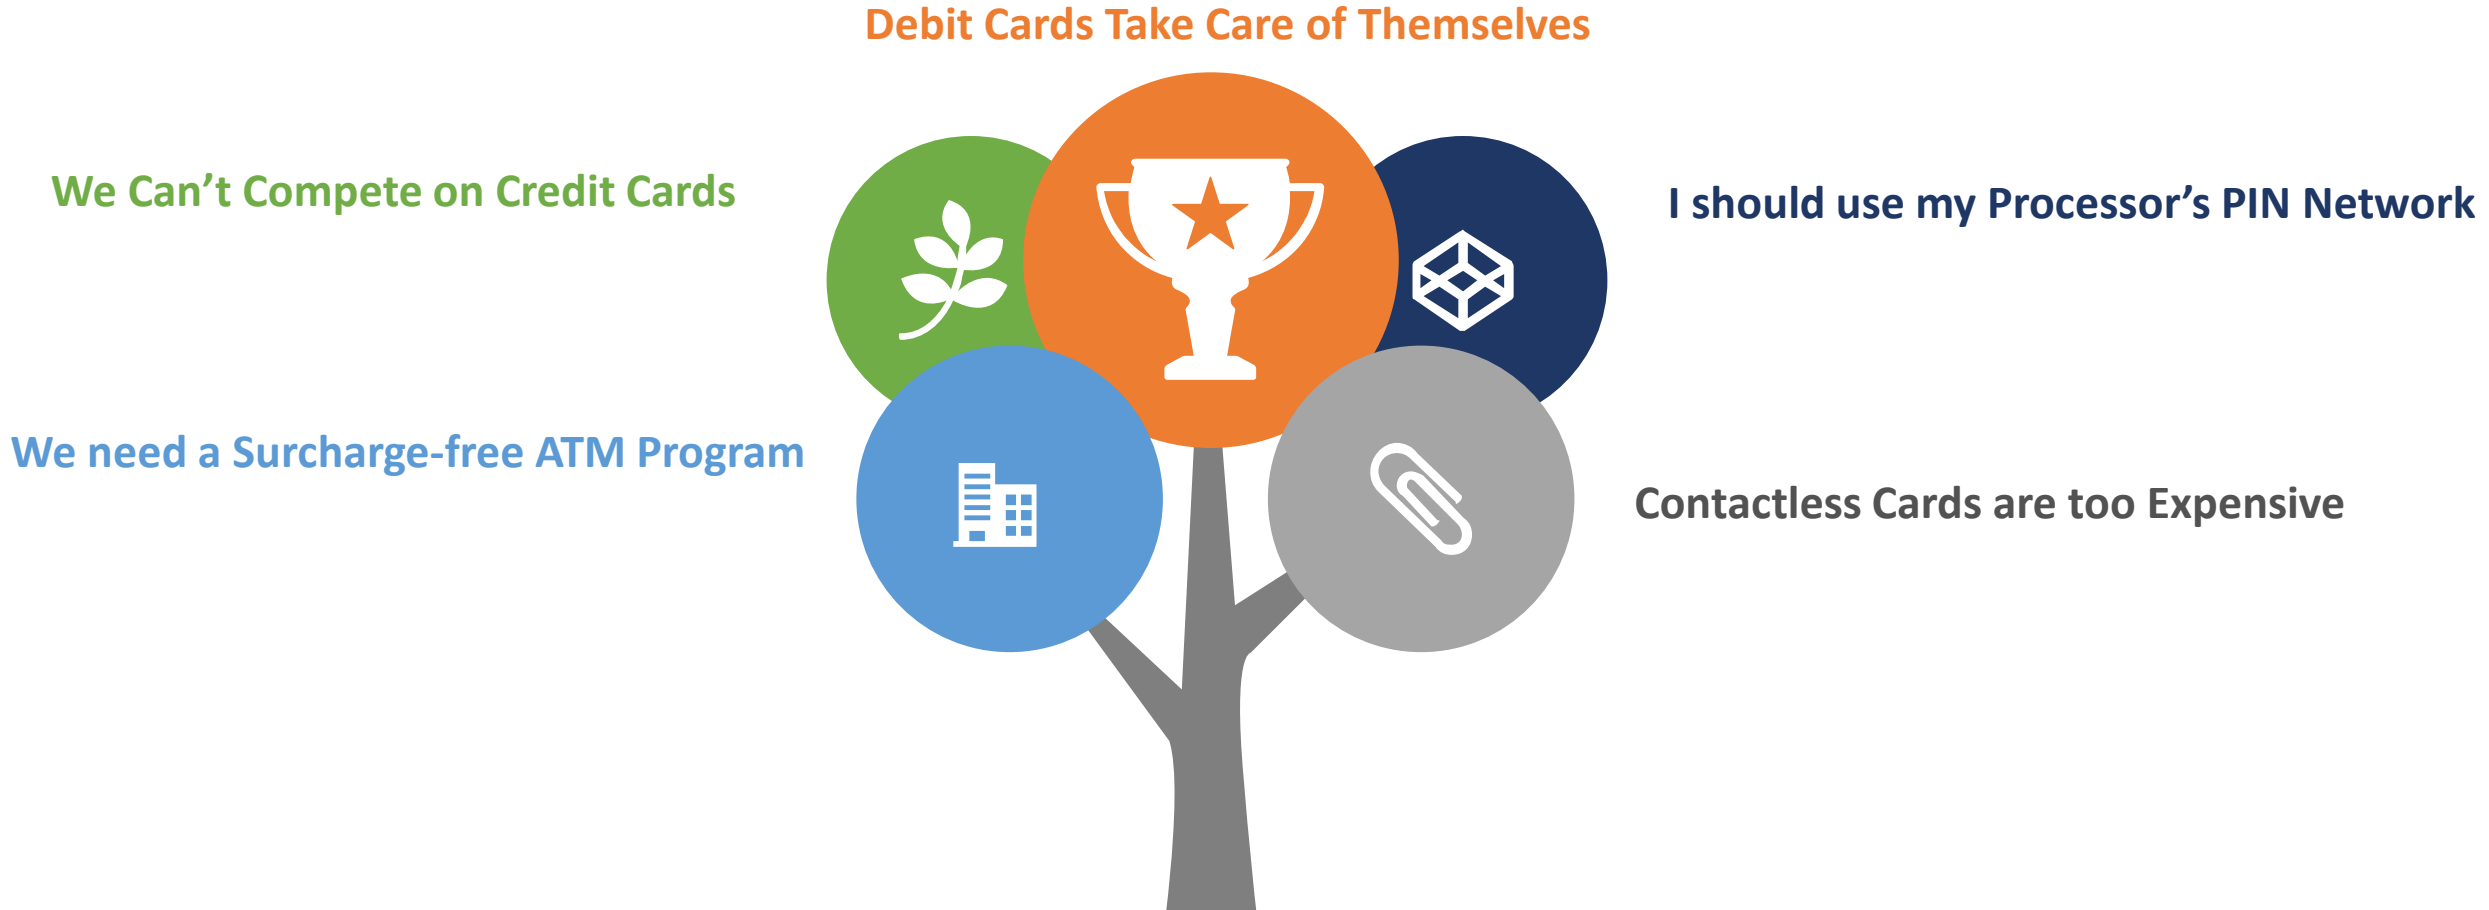 Debit Cards Take Care of Themselves
We Can’t Compete on Credit Cards
I should use my Processor’s PIN Network
We need a Surcharge-free ATM Program
Contactless Cards are too Expensive